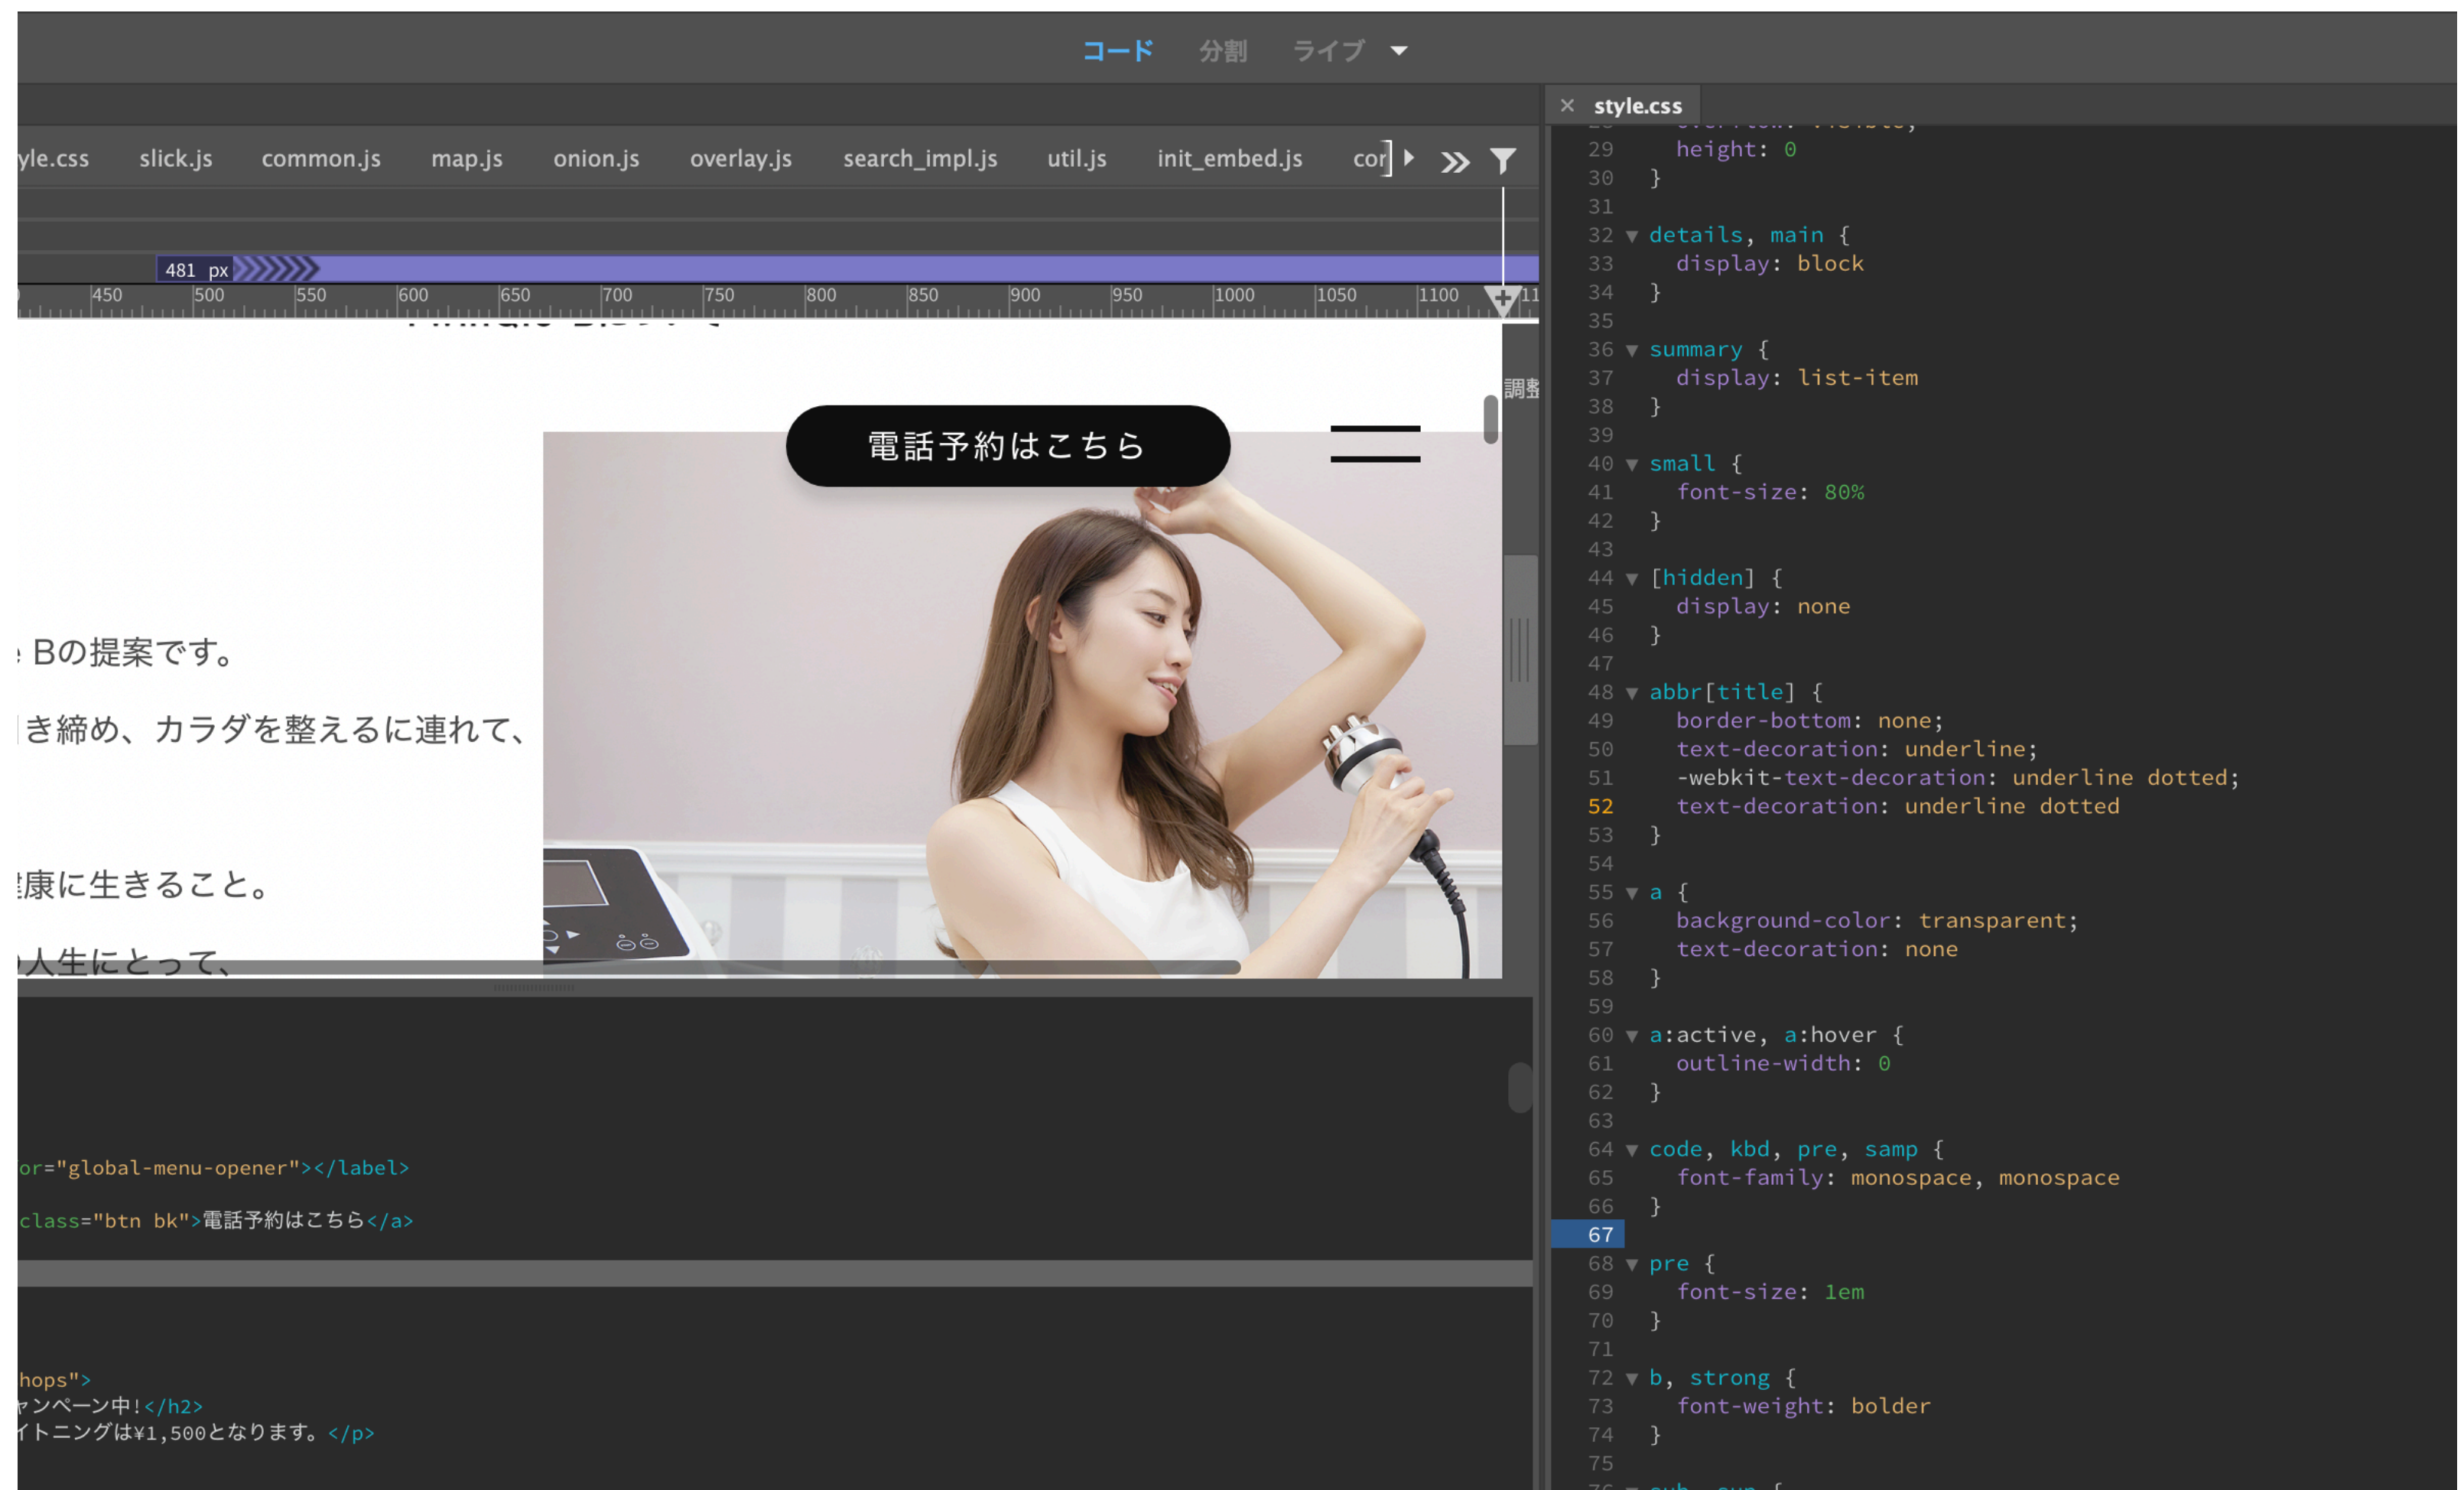 コード 分割 ライブ
yle.css slick.js common.js map.js onion.js overlay.js search_impl.js util.js init_embed.js cor
481 px
450 500 550 600 650 700 750 800 850 900 950 1000 1050 1100 11
調整
電話予約はこちら
Bの提案です。
き締め、カラダを整えるに連れて、
康に生きること。
人生にとって、
or="global-menu-opener"></label>
class="btn bk">電話予約はこちら</a>
hops">
ャンペーン中!</h2>
イトニングは¥1,500となります。</p>
× style.css
29 height: 0
30 }
31
32 ▼ details, main {
33 display: block
34 }
35
36 ▼ summary {
37 display: list-item
38 }
39
40 ▼ small {
41 font-size: 80%
42 }
43
44 ▼ [hidden] {
45 display: none
46 }
47
48 ▼ abbr[title] {
49 border-bottom: none;
50 text-decoration: underline;
51 -webkit-text-decoration: underline dotted;
52 text-decoration: underline dotted
53 }
54
55 ▼ a {
56 background-color: transparent;
57 text-decoration: none
58 }
59
60 ▼ a:active, a:hover {
61 outline-width: 0
62 }
63
64 ▼ code, kbd, pre, samp {
65 font-family: monospace, monospace
66 }
67
68 ▼ pre {
69 font-size: 1em
70 }
71
72 ▼ b, strong {
73 font-weight: bolder
74 }
75